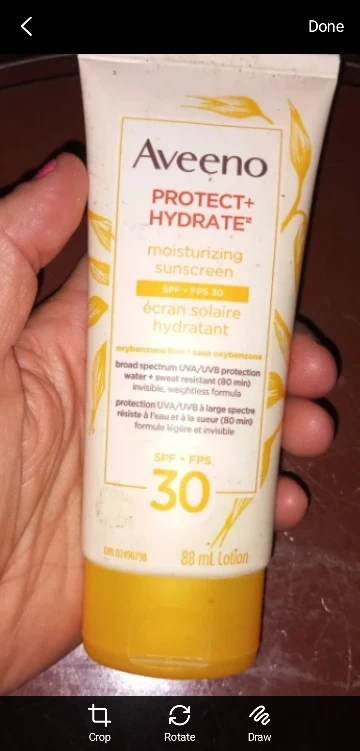 Done
Aveeno
PROTECT+
HYDRATE
moisturizing
sunscreen
SPF • FPS 30
écran solaire
hydratant
oxybenzone free • sans oxybenzone
broad spectrum UVA/UVB protection
water + sweat resistant (80 min)
invisible, weightless formula
protection UVA/UVB à large spectre
résiste à l'eau et à la sueur (80 min)
formule légère et invisible
SPF • FPS
30
DIN 02496798
88 mL Lotion
Crop
Rotate
Draw